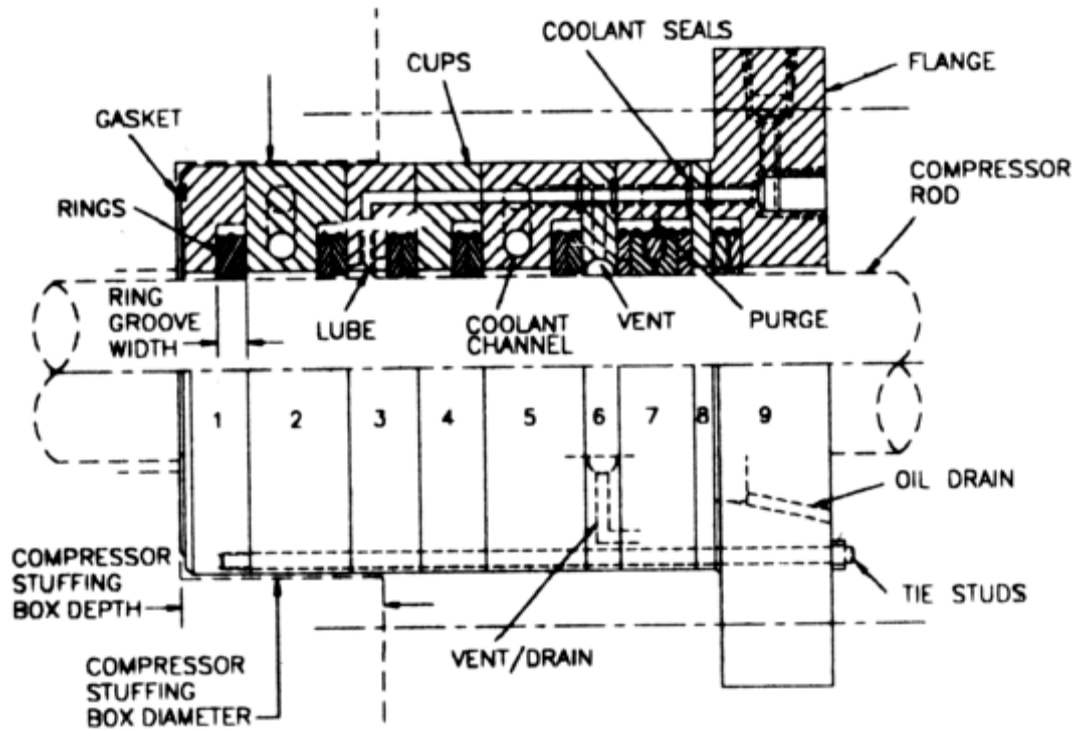 COOLANT SEALS
CUPS
FLANGE
GASKET
COMPRESSOR
ROD
RINGS
RING
GROOVE
WIDTH
LUBE
COOLANT
CHANNEL
VENT
PURGE
1 2 3 4 5 6 7 8 9
OIL DRAIN
COMPRESSOR
STUFFING
BOX DEPTH
TIE STUDS
VENT/DRAIN
COMPRESSOR
STUFFING
BOX DIAMETER